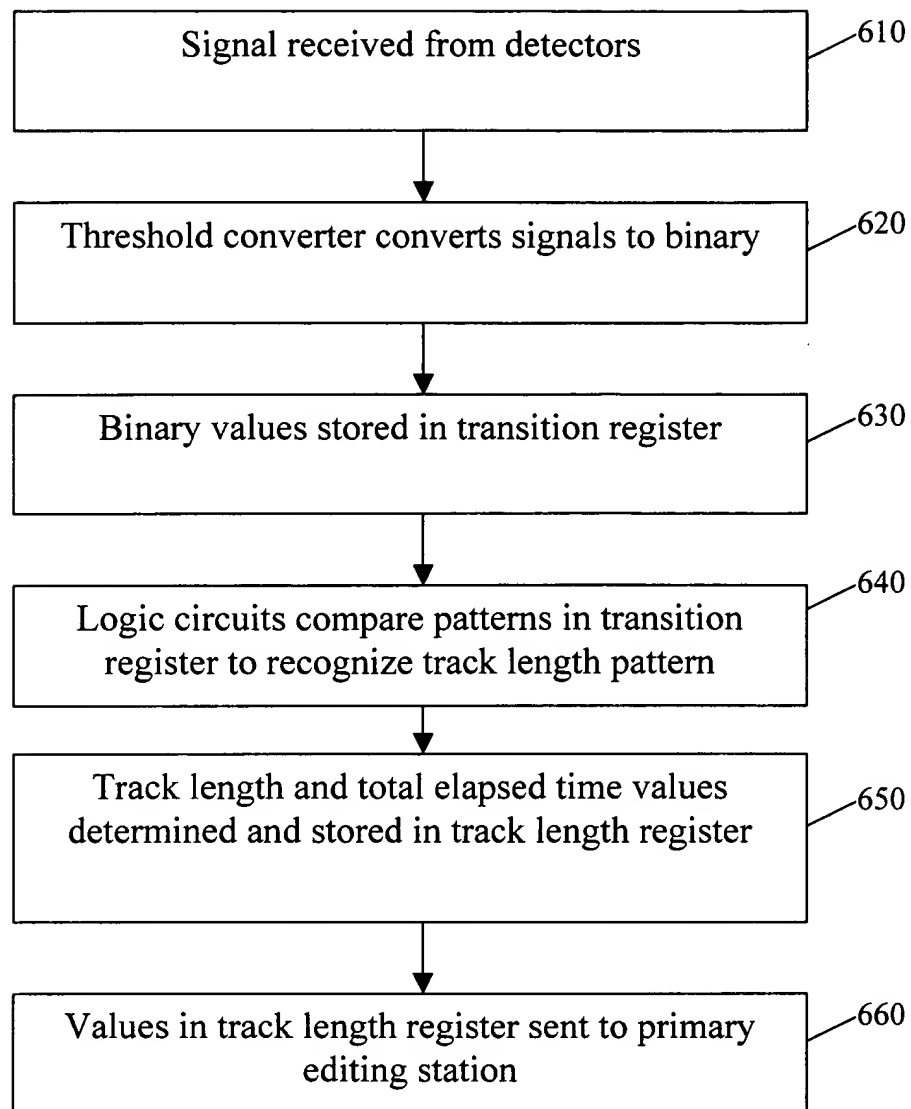 Signal received from detectors
610
Threshold converter converts signals to binary
620
Binary values stored in transition register
630
Logic circuits compare patterns in transition
register to recognize track length pattern
640
Track length and total elapsed time values
determined and stored in track length register
650
Values in track length register sent to primary
editing station
660